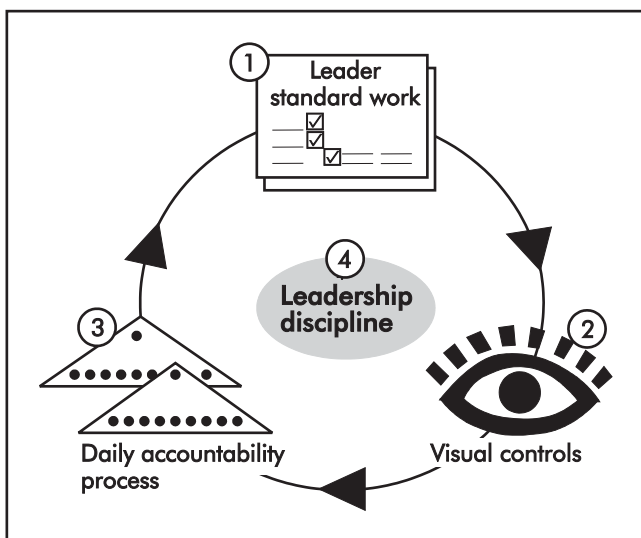 1
Leader
standard work
2
Visual controls
3
Daily accountability
process
4
Leadership
discipline